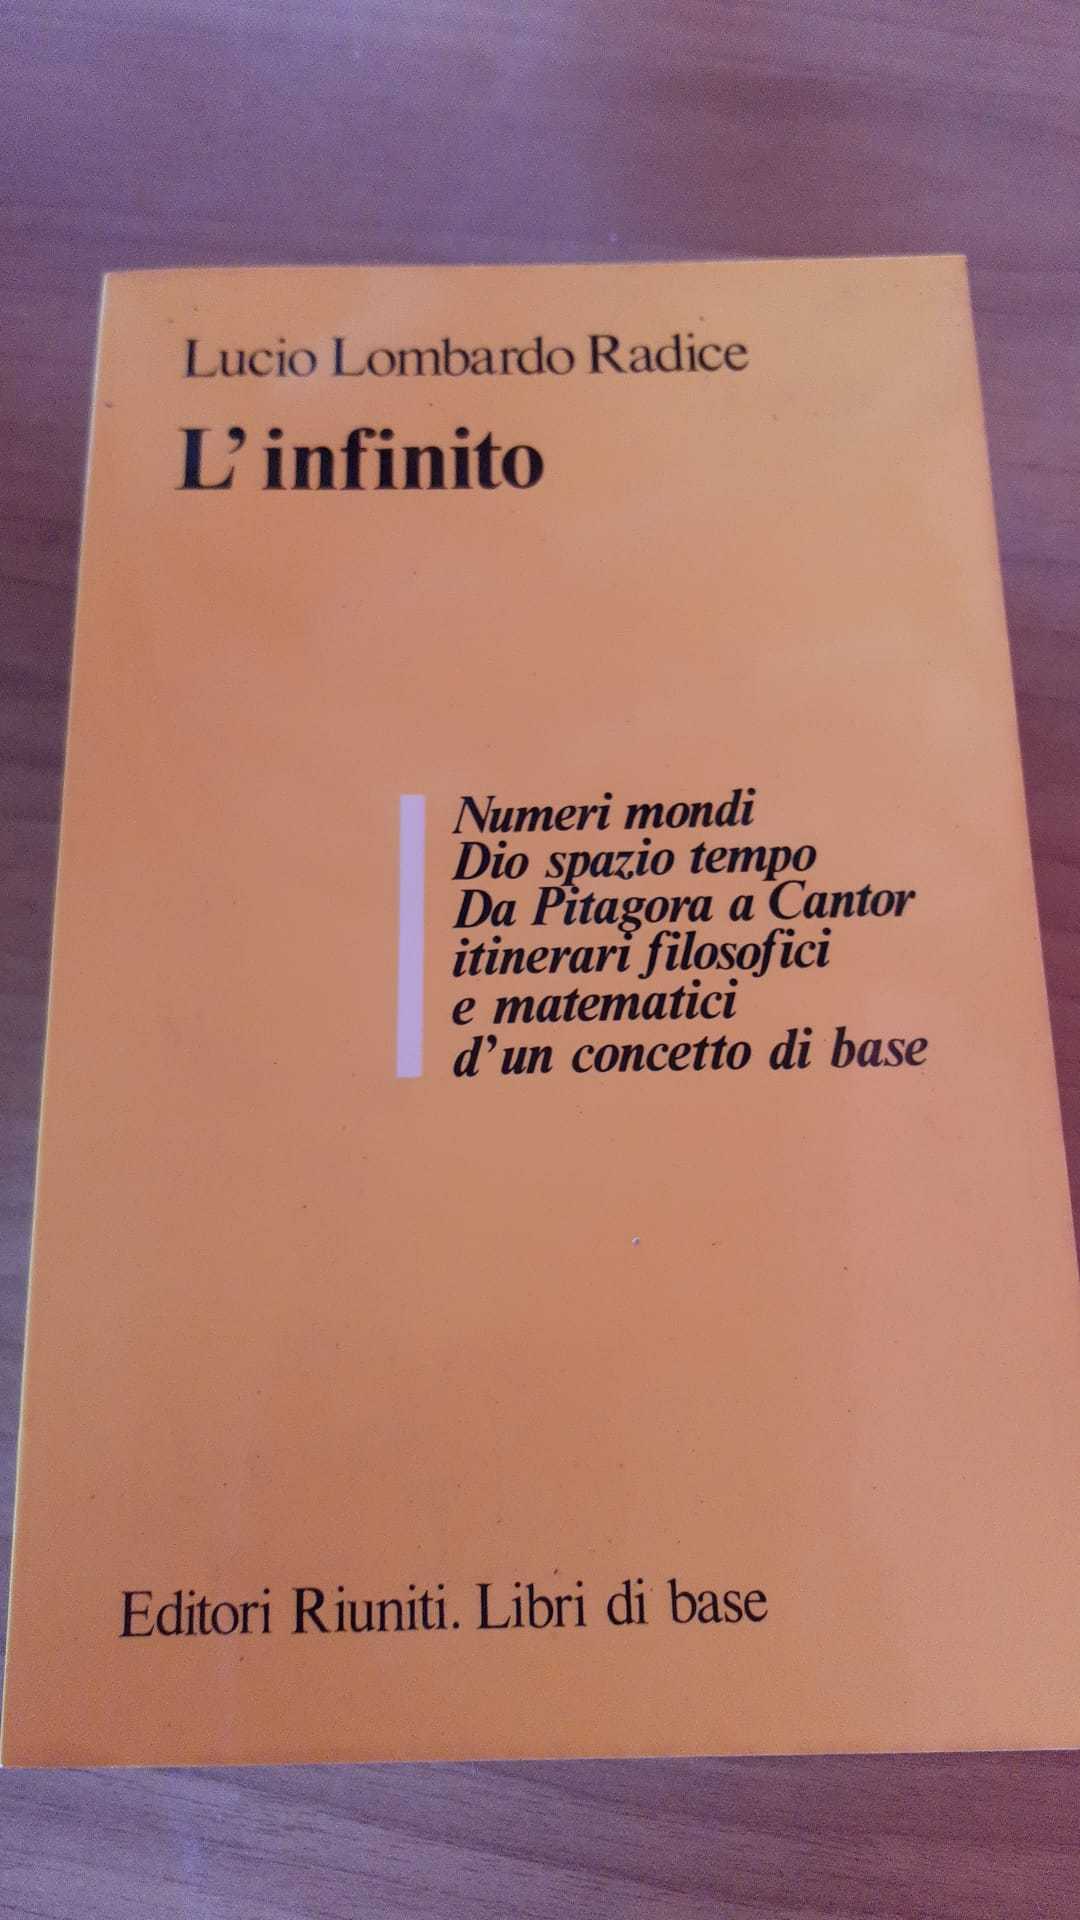 Lucio Lombardo Radice
L'infinito
Numeri mondi
Dio spazio tempo
Da Pitagora a Cantor
itinerari filosofici
e matematici
d'un concetto di base
Editori Riuniti. Libri di base